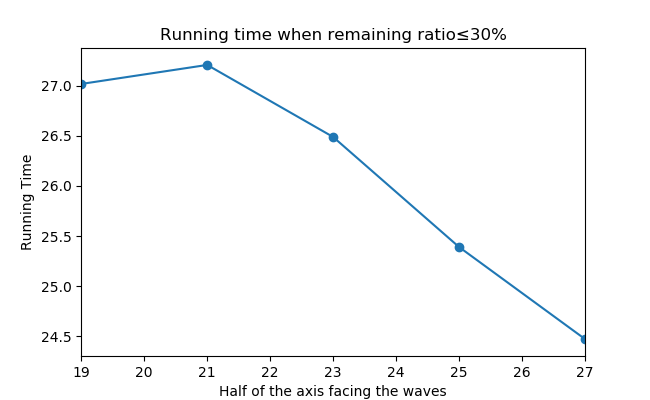 Running time when remaining ratio≤30%
27.0
26.5
26.0
25.5
25.0
24.5
Running Time
19 20 21 22 23 24 25 26 27
Half of the axis facing the waves